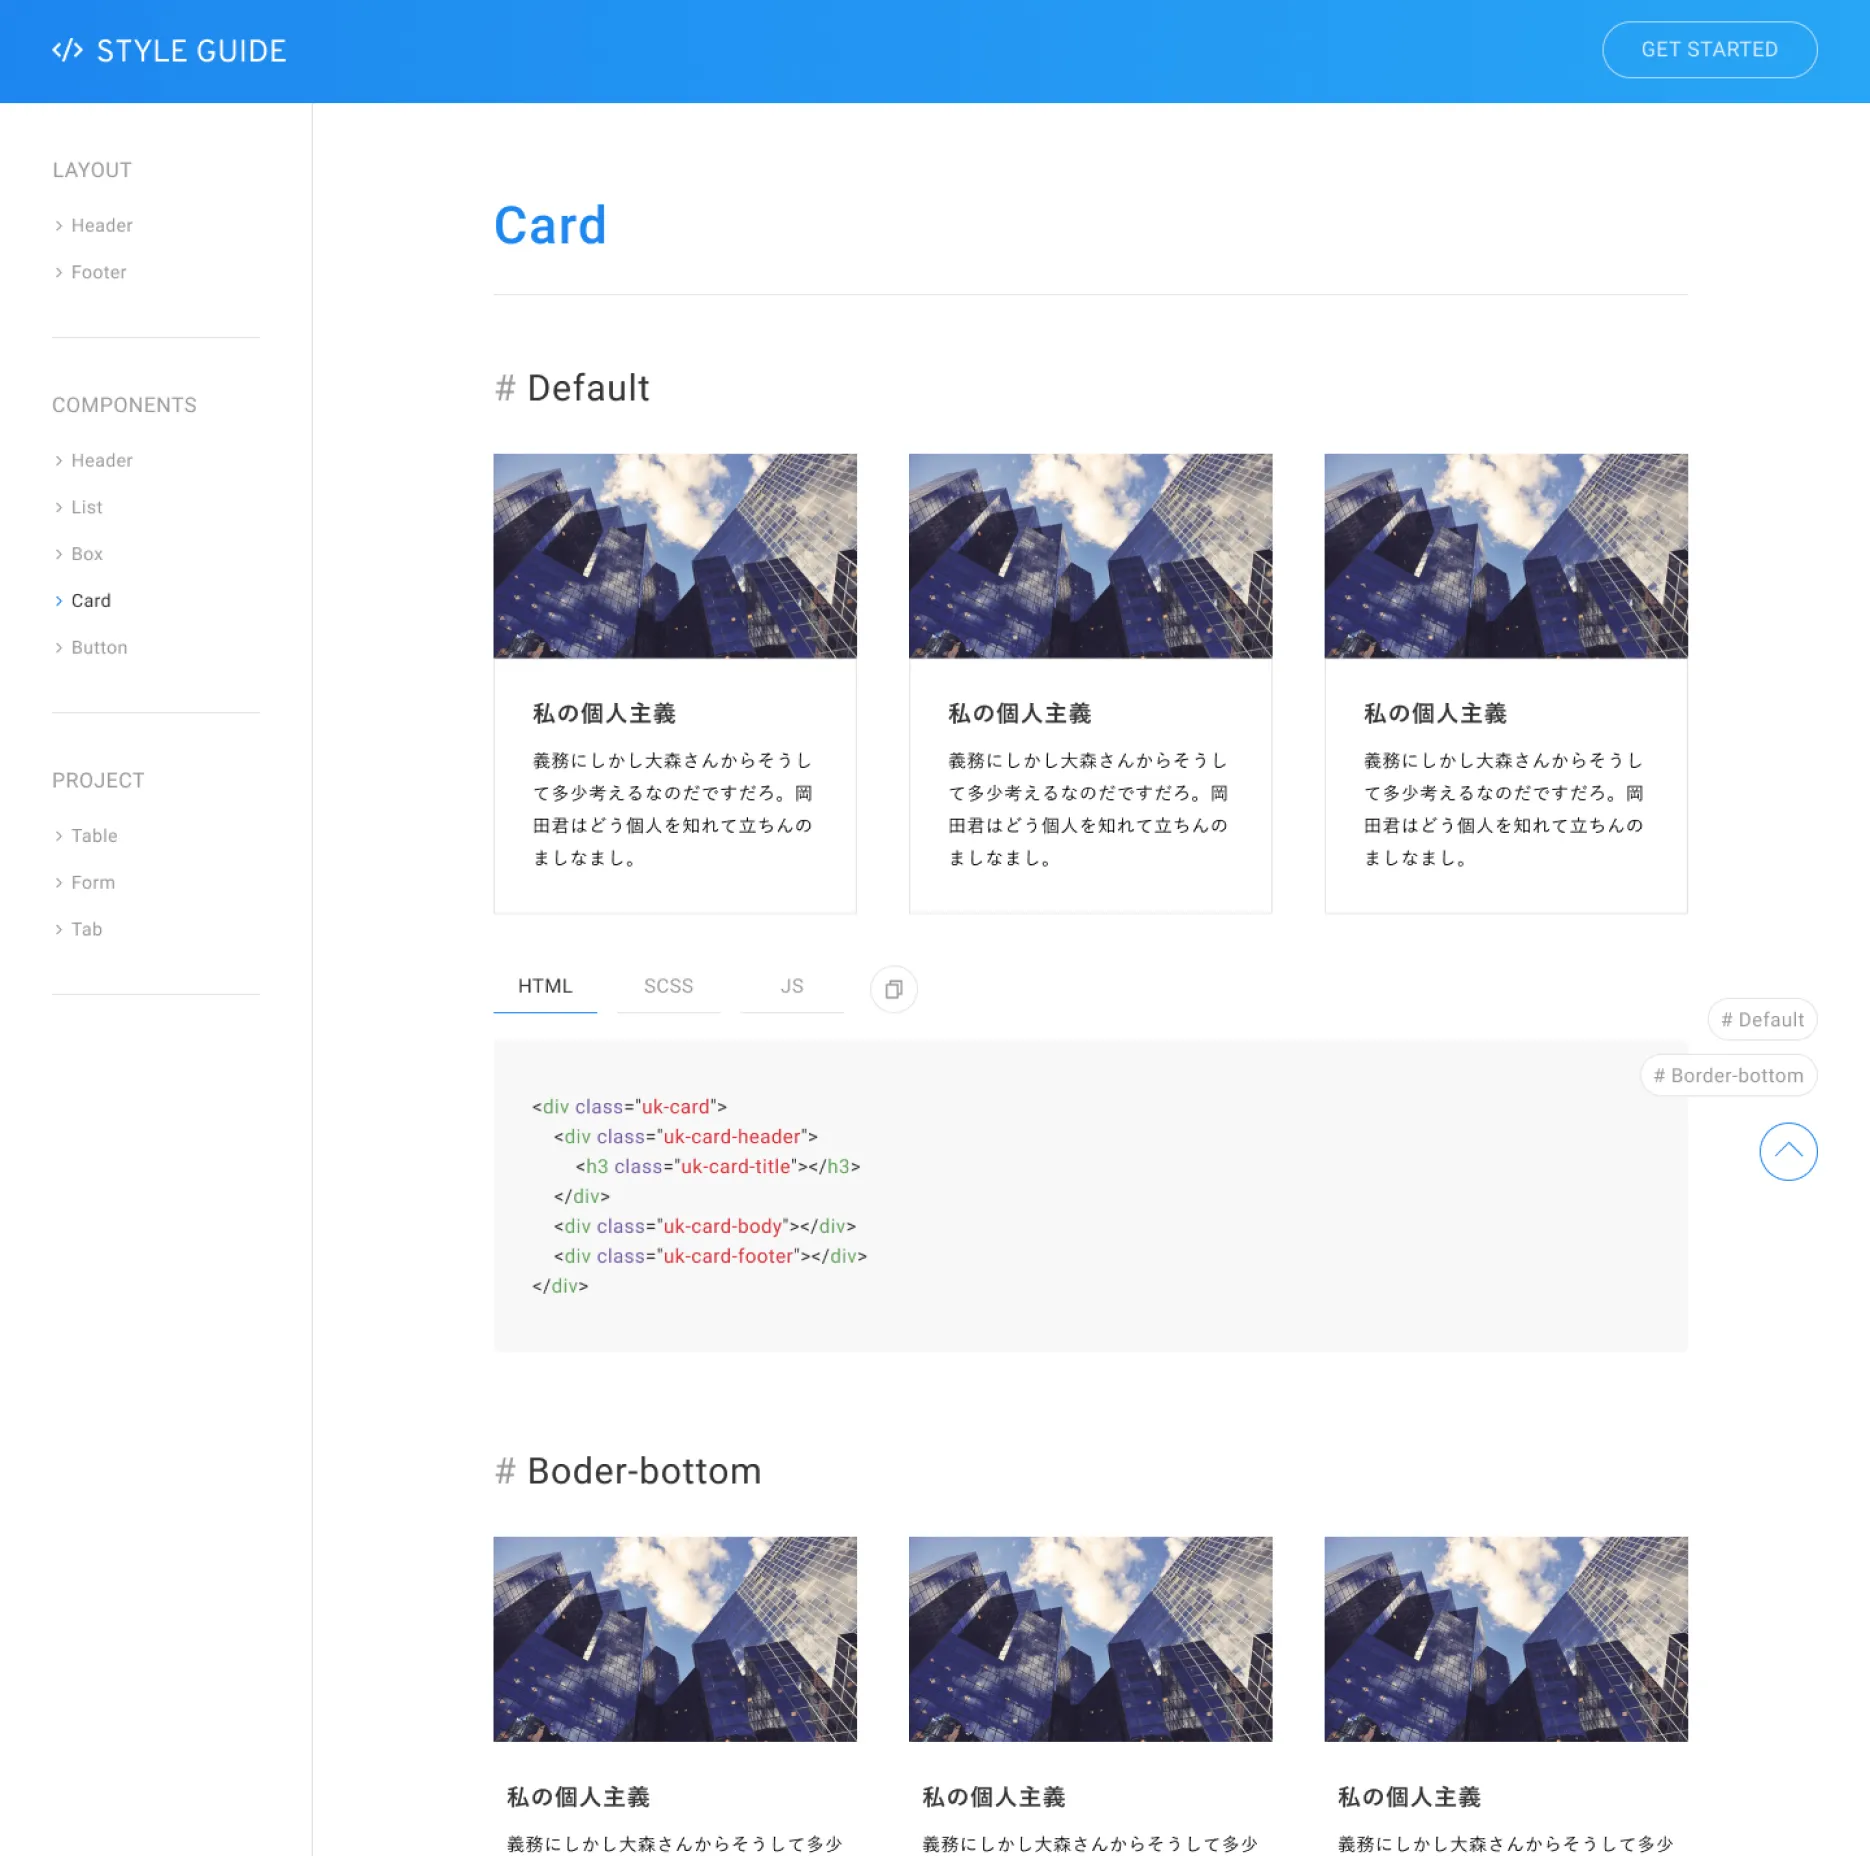 </> STYLE GUIDE
GET STARTED
LAYOUT
Header
Footer
COMPONENTS
Header
List
Box
Card
Button
PROJECT
Table
Form
Tab
Card
# Default
私の個人主義
義務にしかし大森さんからそうし
て多少考えるなのだですだろ。岡
田君はどう個人を知れて立ちんの
ましなまし。
私の個人主義
義務にしかし大森さんからそうし
て多少考えるなのだですだろ。岡
田君はどう個人を知れて立ちんの
ましなまし。
私の個人主義
義務にしかし大森さんからそうし
て多少考えるなのだですだろ。岡
田君はどう個人を知れて立ちんの
ましなまし。
HTML
SCSS
JS
<div class="uk-card">
<div class="uk-card-header">
<h3 class="uk-card-title"></h3>
</div>
<div class="uk-card-body"></div>
<div class="uk-card-footer"></div>
</div>
# Default
# Border-bottom
# Boder-bottom
私の個人主義
義務にしかし大森さんからそうして多少
私の個人主義
義務にしかし大森さんからそうして多少
私の個人主義
義務にしかし大森さんからそうして多少